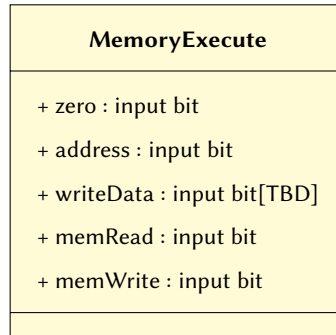 MemoryExecute
+ zero : input bit
+ address : input bit
+ writeData : input bit[TBD]
+ memRead : input bit
+ memWrite : input bit